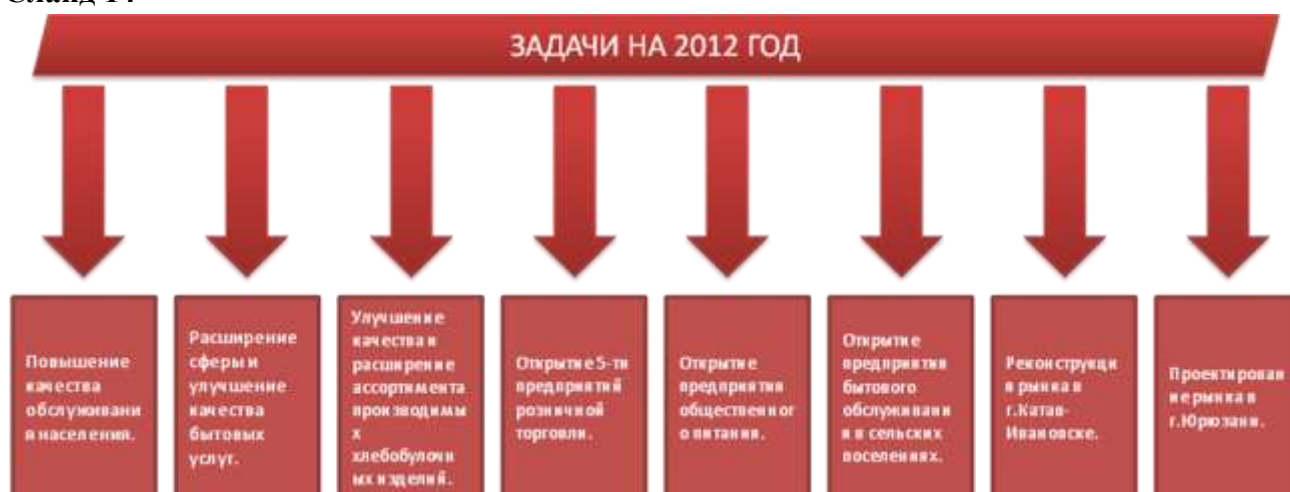 ЗАДАЧИ НА 2012 ГОД
Повышение
качества
обслуживани
я населения.
Расширение
сферы и
улучшение
качества
бытовых
услуг.
Улучшение
качества и
расширение
ассортимента
производимы
х
хлебобулочн
ых изделий.
Открытие 5-ти
предприятий
розничной
торговли.
Открытие
предприятия
общественног
о питания.
Открытие
предприятия
бытового
обслуживани
я в сельских
поселениях.
Реконструкци
я рынка в
г.Катав-
Ивановске.
Проектирован
ие рынка в
г.Юрюзани.